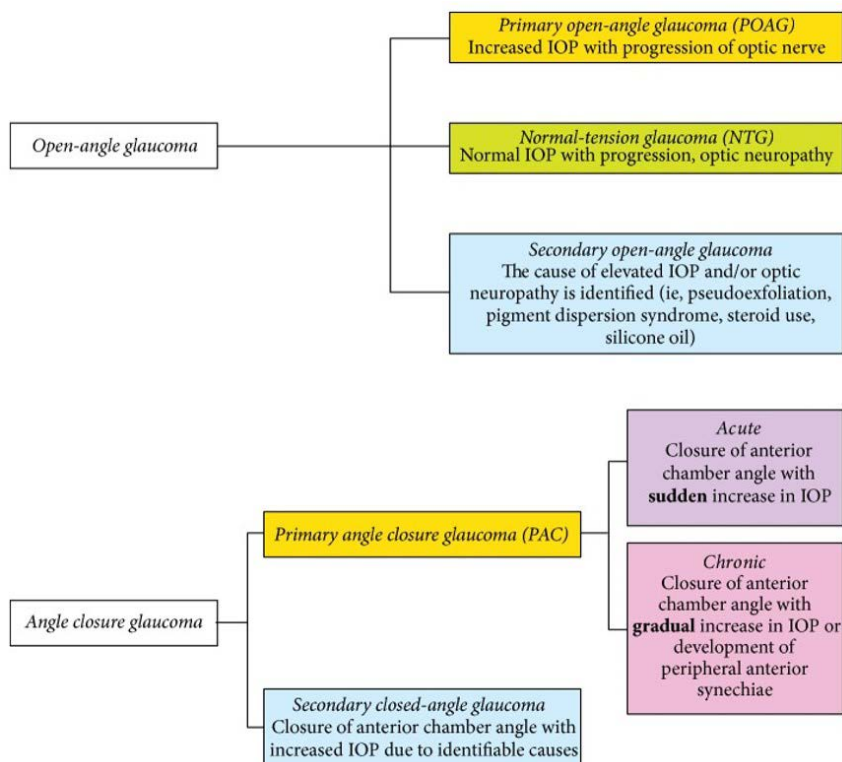 Primary open-angle glaucoma (POAG)
Increased IOP with progression of optic nerve
Open-angle glaucoma
Normal-tension glaucoma (NTG)
Normal IOP with progression, optic neuropathy
Secondary open-angle glaucoma
The cause of elevated IOP and/or optic
neuropathy is identified (ie, pseudoexfoliation,
pigment dispersion syndrome, steroid use,
silicone oil)
Acute
Closure of anterior
chamber angle with
sudden increase in IOP
Primary angle closure glaucoma (PAC)
Chronic
Closure of anterior
chamber angle with
gradual increase in IOP or
development of
peripheral anterior
synechiae
Angle closure glaucoma
Secondary closed-angle glaucoma
Closure of anterior chamber angle with
increased IOP due to identifiable causes